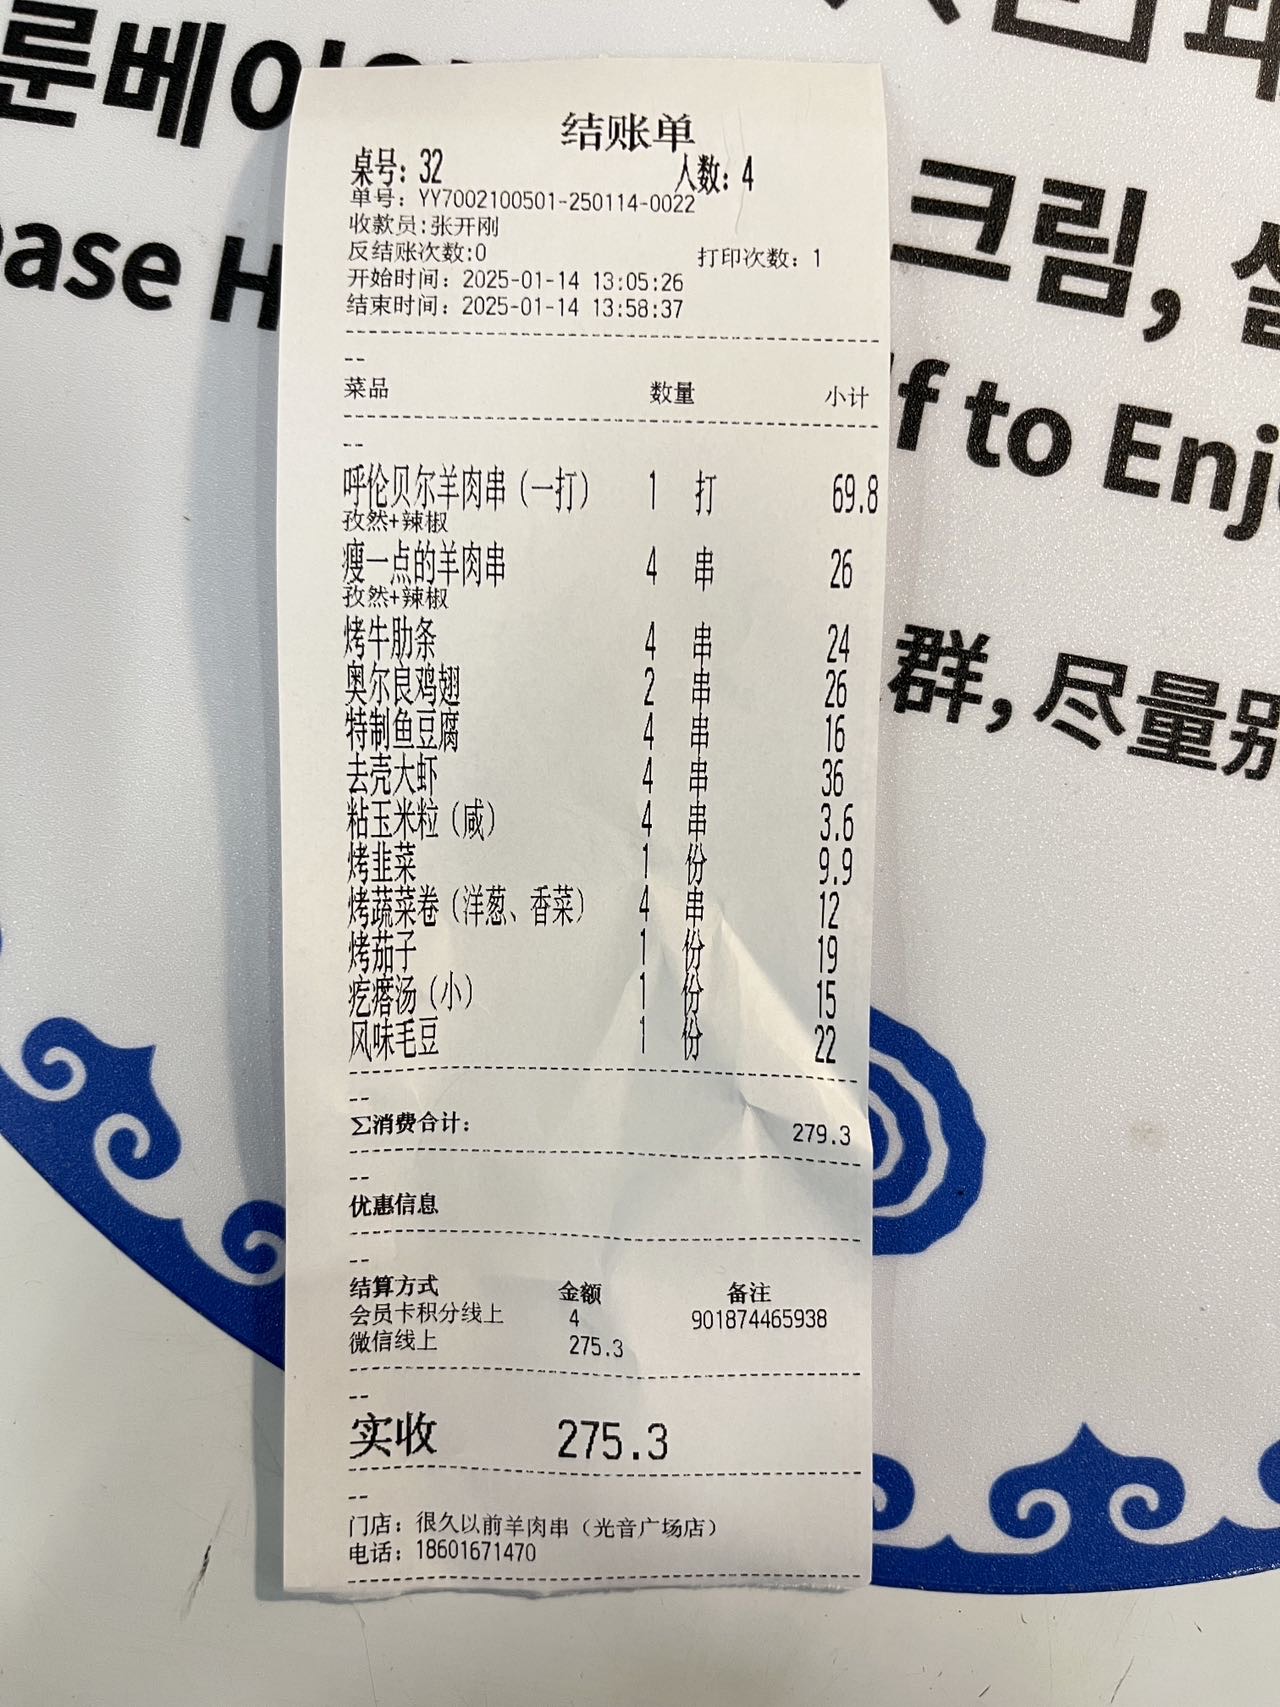 룬베이
크림,
ease H
f to Enj
群，尽量别
结账单
桌号：32 人数：4
单号：YY7002100501-250114-0022
收款员:张开刚
反结账次数:0 打印次数：1
开始时间：2025-01-14 13:05:26
结束时间：2025-01-14 13:58:37
--
菜品 数量 小计
--
呼伦贝尔羊肉串（一打） 1 打 69.8
孜然+辣椒
瘦一点的羊肉串 4 串 26
孜然+辣椒
烤牛肋条 4 串 24
奥尔良鸡翅 2 串 26
特制鱼豆腐 4 串 16
去壳大虾 4 串 36
粘玉米粒（咸） 4 串 3.6
烤韭菜 1 份 9.9
烤蔬菜卷（洋葱、香菜） 4 串 12
烤茄子 1 份 19
疙瘩汤（小） 1 份 15
风味毛豆 1 份 22
--
∑消费合计： 279.3
--
优惠信息
--
结算方式 金额 备注
会员卡积分线上 4 901874465938
微信线上 275.3
--
实收 275.3
--
门店：很久以前羊肉串（光音广场店）
电话：18601671470